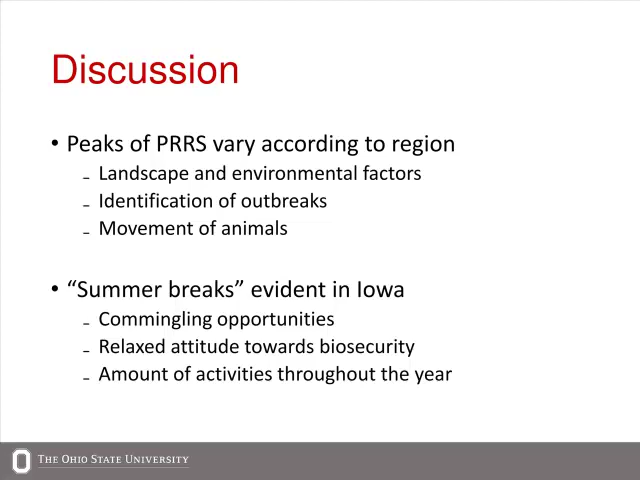 Discussion
• Peaks of PRRS vary according to region
– Landscape and environmental factors
– Identification of outbreaks
– Movement of animals
• “Summer breaks” evident in Iowa
– Commingling opportunities
– Relaxed attitude towards biosecurity
– Amount of activities throughout the year
THE OHIO STATE UNIVERSITY